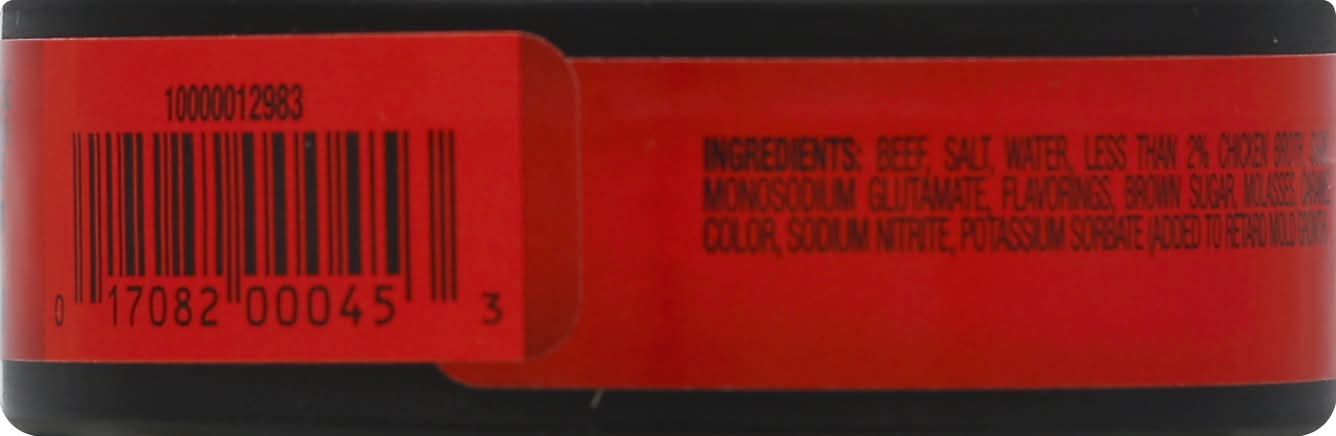 10000012983
0 17082 00045 3
INGREDIENTS: BEEF, SALT, WATER, LESS THAN 2% CHICKEN BROTH,
MONOSODIUM GLUTAMATE, FLAVORINGS, BROWN SUGAR, MOLASSES,
COLOR, SODIUM NITRITE, POTASSIUM SORBATE (ADDED TO RETARD MOLD GROWTH